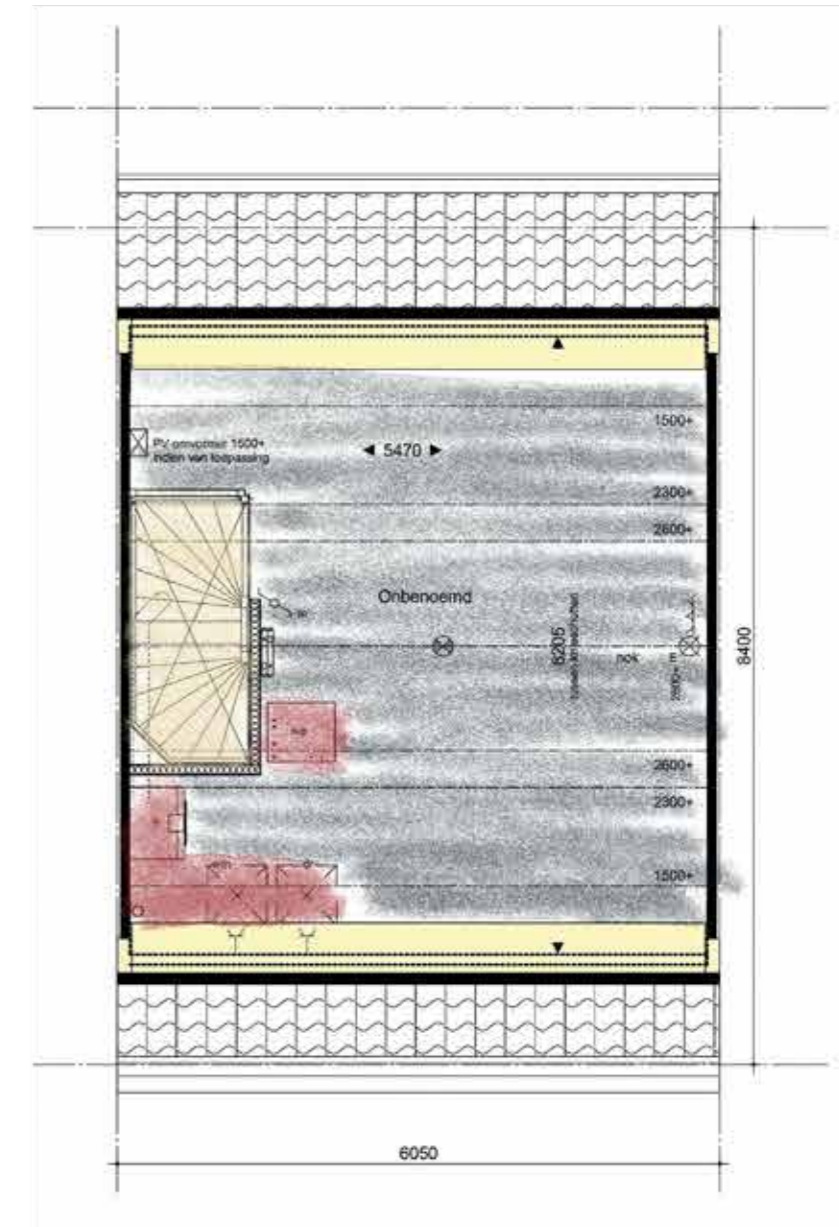 1500+
PV omvormer 1500+
indien van toepassing
◄ 5470 ►
2300+
2600+
Onbenoemd
6205
nok
8400
2600+
2300+
1500+
6050